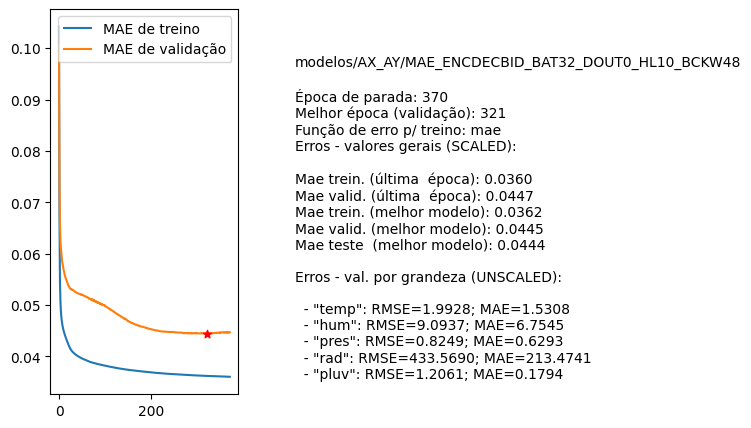 MAE de treino
MAE de validação
0.10
0.09
0.08
0.07
0.06
0.05
0.04
0
200
modelos/AX_AY/MAE_ENCDECBID_BAT32_DOUT0_HL10_BCKW48
Época de parada: 370
Melhor época (validação): 321
Função de erro p/ treino: mae
Erros - valores gerais (SCALED):
Mae trein. (última  época): 0.0360
Mae valid. (última  época): 0.0447
Mae trein. (melhor modelo): 0.0362
Mae valid. (melhor modelo): 0.0445
Mae teste  (melhor modelo): 0.0444
Erros - val. por grandeza (UNSCALED):
- "temp": RMSE=1.9928; MAE=1.5308
- "hum": RMSE=9.0937; MAE=6.7545
- "pres": RMSE=0.8249; MAE=0.6293
- "rad": RMSE=433.5690; MAE=213.4741
- "pluv": RMSE=1.2061; MAE=0.1794